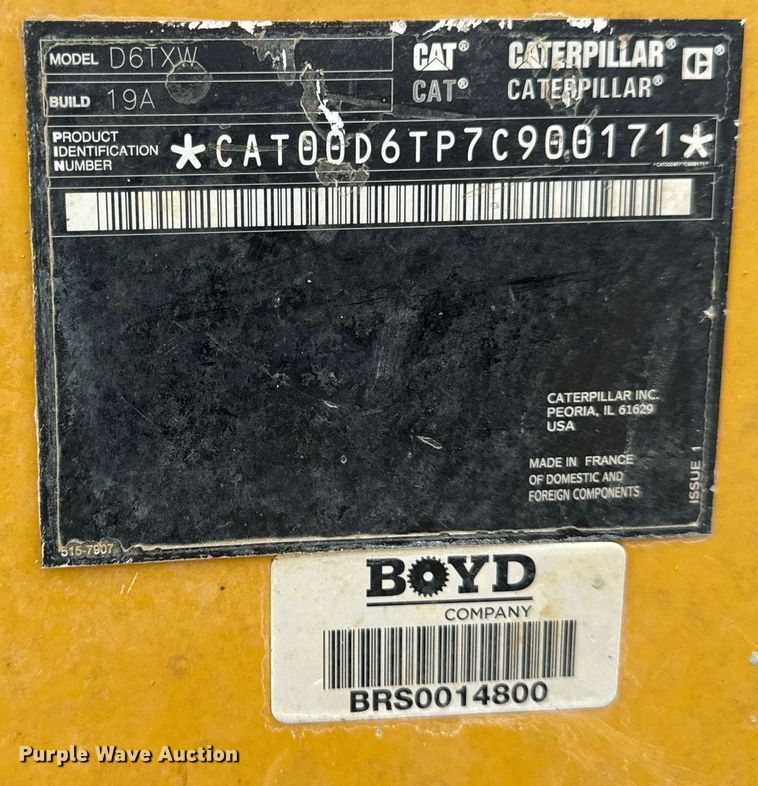 MODEL D6TXW
BUILD 19A
CAT® CATERPILLAR®
CAT® CATERPILLAR®
PRODUCT
IDENTIFICATION
NUMBER
*CAT00D6TP7C900171*
*CAT00D6TP7C900171*
CATERPILLAR INC.
PEORIA, IL 61629
USA
MADE IN FRANCE
OF DOMESTIC AND
FOREIGN COMPONENTS
ISSUE 1
515-7907
BOYD
COMPANY
BRS0014800
Purple Wave Auction